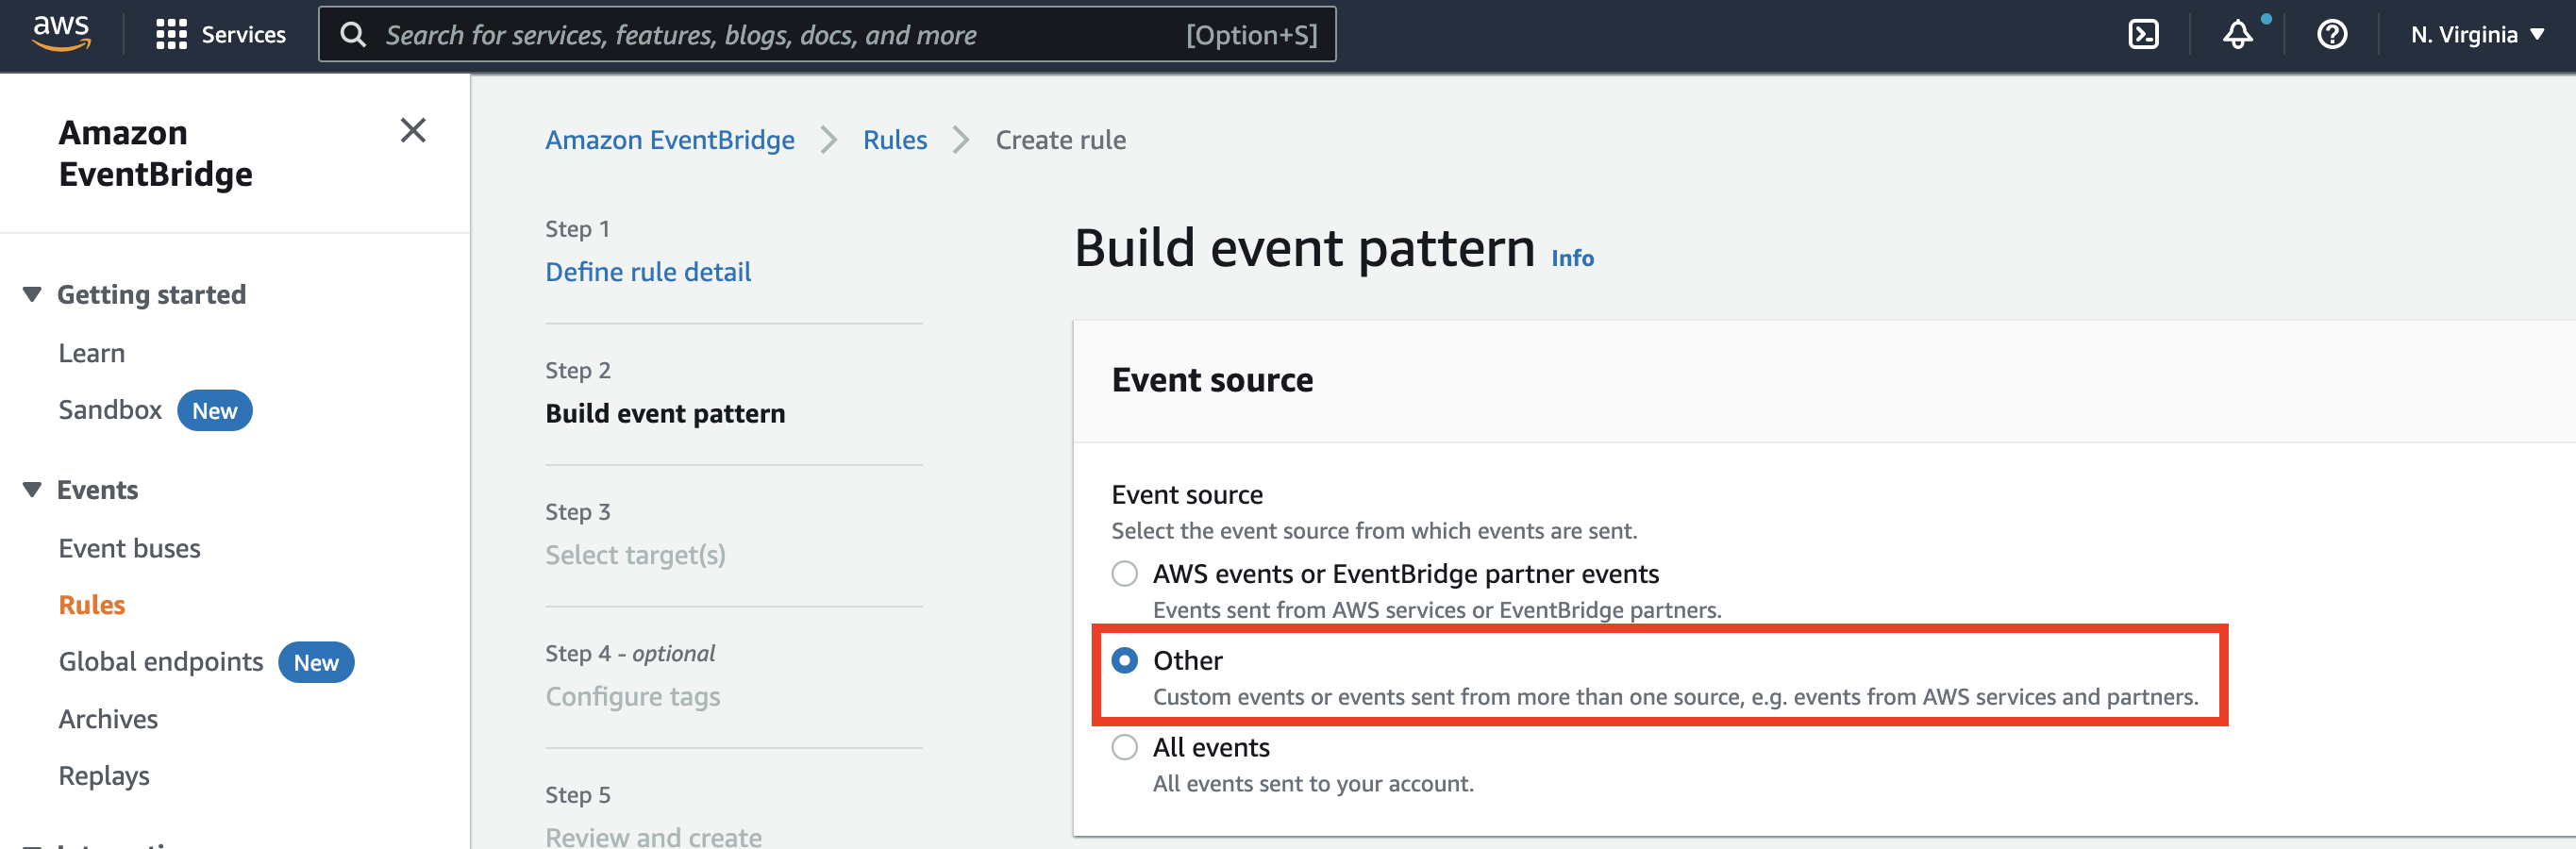 aws
Services
Search for services, features, blogs, docs, and more [Option+S]
N. Virginia
Amazon
EventBridge
Getting started
Learn
Sandbox New
Events
Event buses
Rules
Global endpoints New
Archives
Replays
Amazon EventBridge Rules Create rule
Step 1
Define rule detail
Step 2
Build event pattern
Step 3
Select target(s)
Step 4 - optional
Configure tags
Step 5
Review and create
Build event pattern Info
Event source
Event source
Select the event source from which events are sent.
AWS events or EventBridge partner events
Events sent from AWS services or EventBridge partners.
Other
Custom events or events sent from more than one source, e.g. events from AWS services and partners.
All events
All events sent to your account.